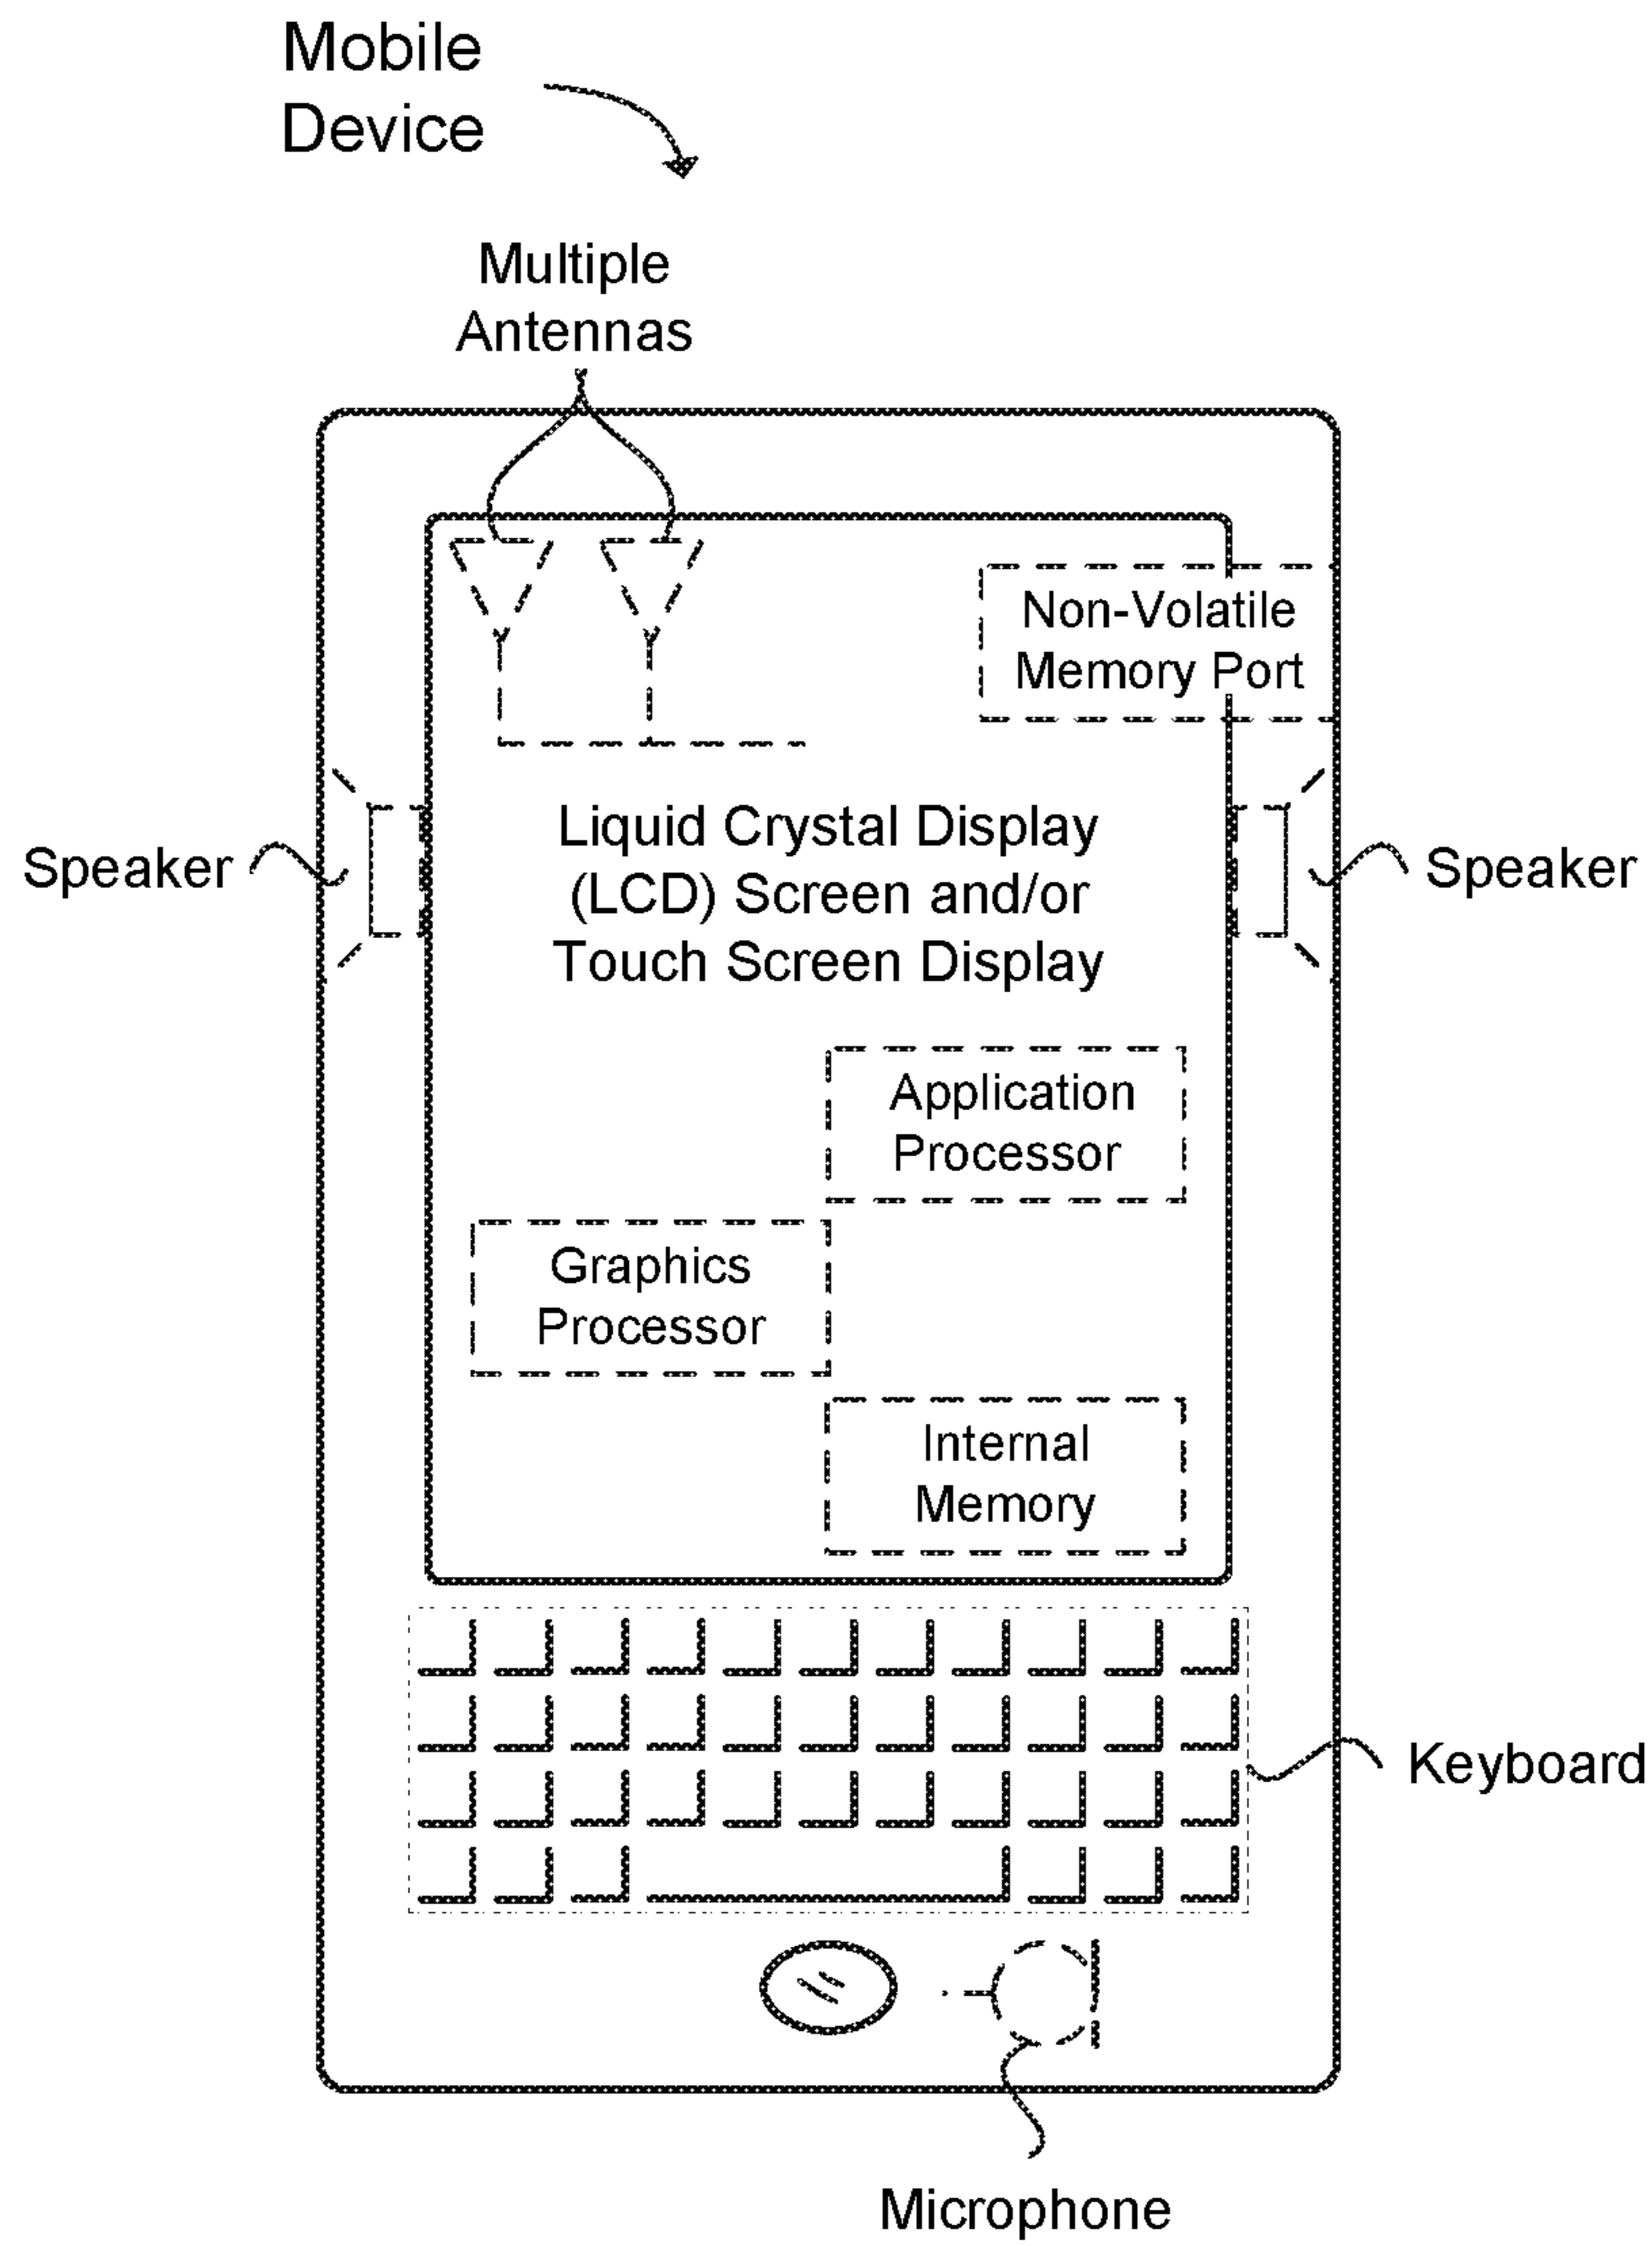 Mobile
Device
Multiple
Antennas
Non-Volatile
Memory Port
Speaker
Liquid Crystal Display
(LCD) Screen and/or
Touch Screen Display
Speaker
Application
Processor
Graphics
Processor
Internal
Memory
Keyboard
Microphone